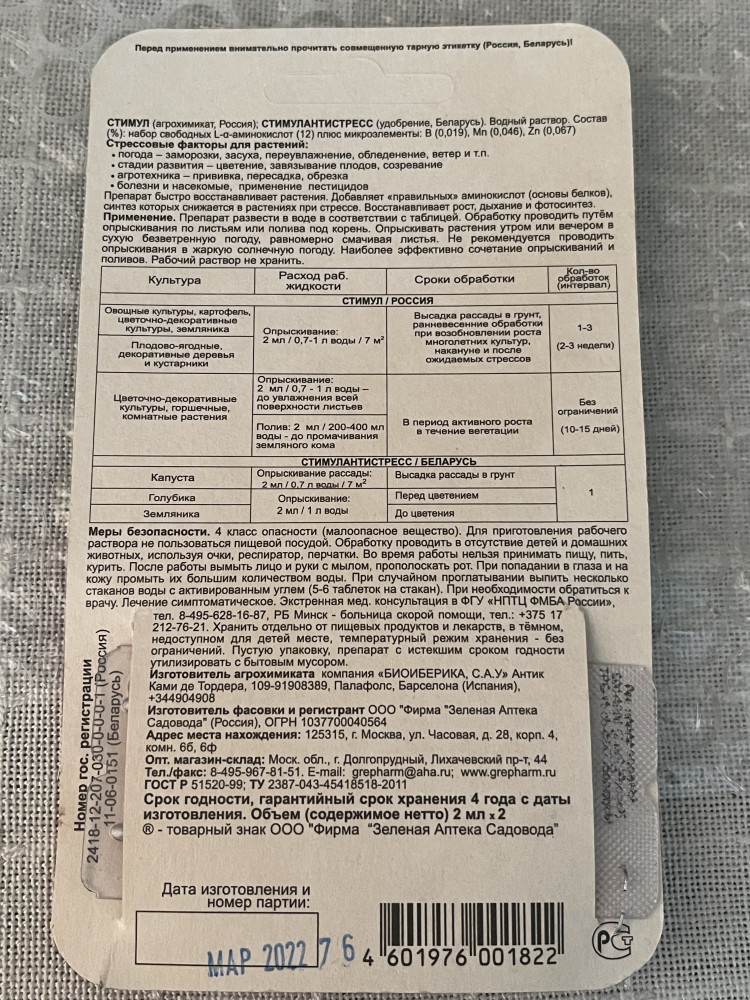 Перед применением внимательно прочитать совмещенную тарную этикетку (Россия, Беларусь)!
СТИМУЛ (агрохимикат, Россия); СТИМУЛАНТИСТРЕСС (удобрение, Беларусь). Водный раствор. Состав
(%): набор свободных L-α-аминокислот (12) плюс микроэлементы: B (0,019), Mn (0,046), Zn (0,067)
Стрессовые факторы для растений:
• погода – заморозки, засуха, переувлажнение, обледенение, ветер и т.п.
• стадии развития – цветение, завязывание плодов, созревание
• агротехника – прививка, пересадка, обрезка
• болезни и насекомые, применение пестицидов
Препарат быстро восстанавливает растения. Добавляет «правильных» аминокислот (основы белков),
синтез которых снижается в растениях при стрессе. Восстанавливает рост, дыхание и фотосинтез.
Применение. Препарат развести в воде в соответствии с таблицей. Обработку проводить путём
опрыскивания по листьям или полива под корень. Опрыскивать растения утром или вечером в
сухую безветренную погоду, равномерно смачивая листья. Не рекомендуется проводить
опрыскивания в жаркую солнечную погоду. Наиболее эффективно сочетание опрыскиваний и
поливов. Рабочий раствор не хранить.
Культура
Расход раб.
жидкости
Сроки обработки
Кол-во
обработок
(интервал)
СТИМУЛ / РОССИЯ
Овощные культуры, картофель,
цветочно-декоративные
культуры, земляника
Плодово-ягодные,
декоративные деревья
и кустарники
Опрыскивание:
2 мл / 0,7-1 л воды / 7 м²
Высадка рассады в грунт,
ранневесенние обработки
при возобновлении роста
многолетних культур,
накануне и после
ожидаемых стрессов
1-3
(2-3 недели)
Цветочно-декоративные
культуры, горшечные,
комнатные растения
Опрыскивание:
2 мл / 0,7 - 1 л воды –
до увлажнения всей
поверхности листьев
Полив: 2 мл / 200-400 мл
воды - до промачивания
земляного кома
В период активного роста
в течение вегетации
Без
ограничений
(10-15 дней)
СТИМУЛАНТИСТРЕСС / БЕЛАРУСЬ
Капуста
Опрыскивание рассады:
2 мл / 0,7 л воды / 7 м²
Высадка рассады в грунт
Голубика
Опрыскивание:
2 мл / 1 л воды
Перед цветением
1
Земляника
До цветения
Меры безопасности. 4 класс опасности (малоопасное вещество). Для приготовления рабочего
раствора не пользоваться пищевой посудой. Обработку проводить в отсутствие детей и домашних
животных, используя очки, респиратор, перчатки. Во время работы нельзя принимать пищу, пить,
курить. После работы вымыть лицо и руки с мылом, прополоскать рот. При попадании в глаза и на
кожу промыть их большим количеством воды. При случайном проглатывании выпить несколько
стаканов воды с активированным углем (5-6 таблеток на стакан). При необходимости обратиться к
врачу. Лечение симптоматическое. Экстренная мед. консультация в ФГУ «НПТЦ ФМБА России»,
тел. 8-495-628-16-87, РБ Минск - больница скорой помощи, тел.: +375 17
212-76-21. Хранить отдельно от пищевых продуктов и лекарств, в тёмном,
недоступном для детей месте, температурный режим хранения - без
ограничений. Пустую упаковку, препарат с истекшим сроком годности
утилизировать с бытовым мусором.
Изготовитель агрохимиката компания «БИОИБЕРИКА, С.А.У» Антик
Ками де Тордера, 109-91908389, Палафолс, Барселона (Испания),
+344904908
Изготовитель фасовки и регистрант ООО "Фирма "Зеленая Аптека
Садовода" (Россия), ОГРН 1037700040564
Адрес места нахождения: 125315, г. Москва, ул. Часовая, д. 28, корп. 4,
комн. 6б, 6ф
Опт. магазин-склад: Моск. обл., г. Долгопрудный, Лихачевский пр-т, 44
Тел./факс: 8-495-967-81-51. E-mail: grepharm@aha.ru; www.grepharm.ru
ГОСТ Р 51520-99; ТУ 2387-043-45418518-2011
Срок годности, гарантийный срок хранения 4 года с даты
изготовления. Объем (содержимое нетто) 2 мл х 2
® - товарный знак ООО "Фирма "Зеленая Аптека Садовода"
Номер гос. регистрации
2418-12-207-030-0-0-0-1 (Россия)
11-06-0151 (Беларусь)
Дата изготовления и
номер партии:
МАР 2022 7 6
4 601976 001822
РСТ